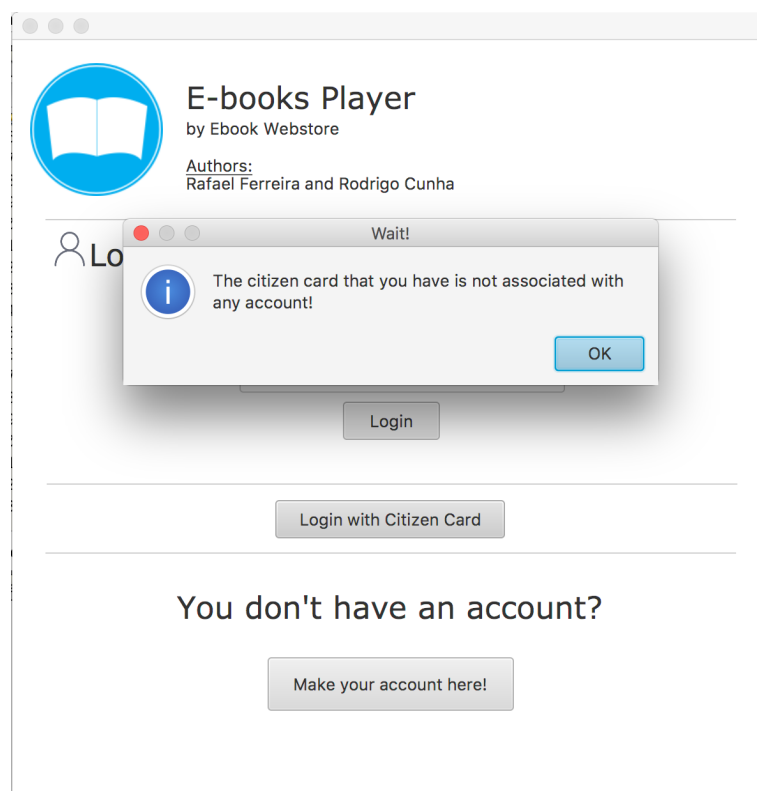 E-books Player
by Ebook Webstore
Authors:
Rafael Ferreira and Rodrigo Cunha
Wait!
Lo
The citizen card that you have is not associated with
any account!
OK
Login
Login with Citizen Card
You don't have an account?
Make your account here!